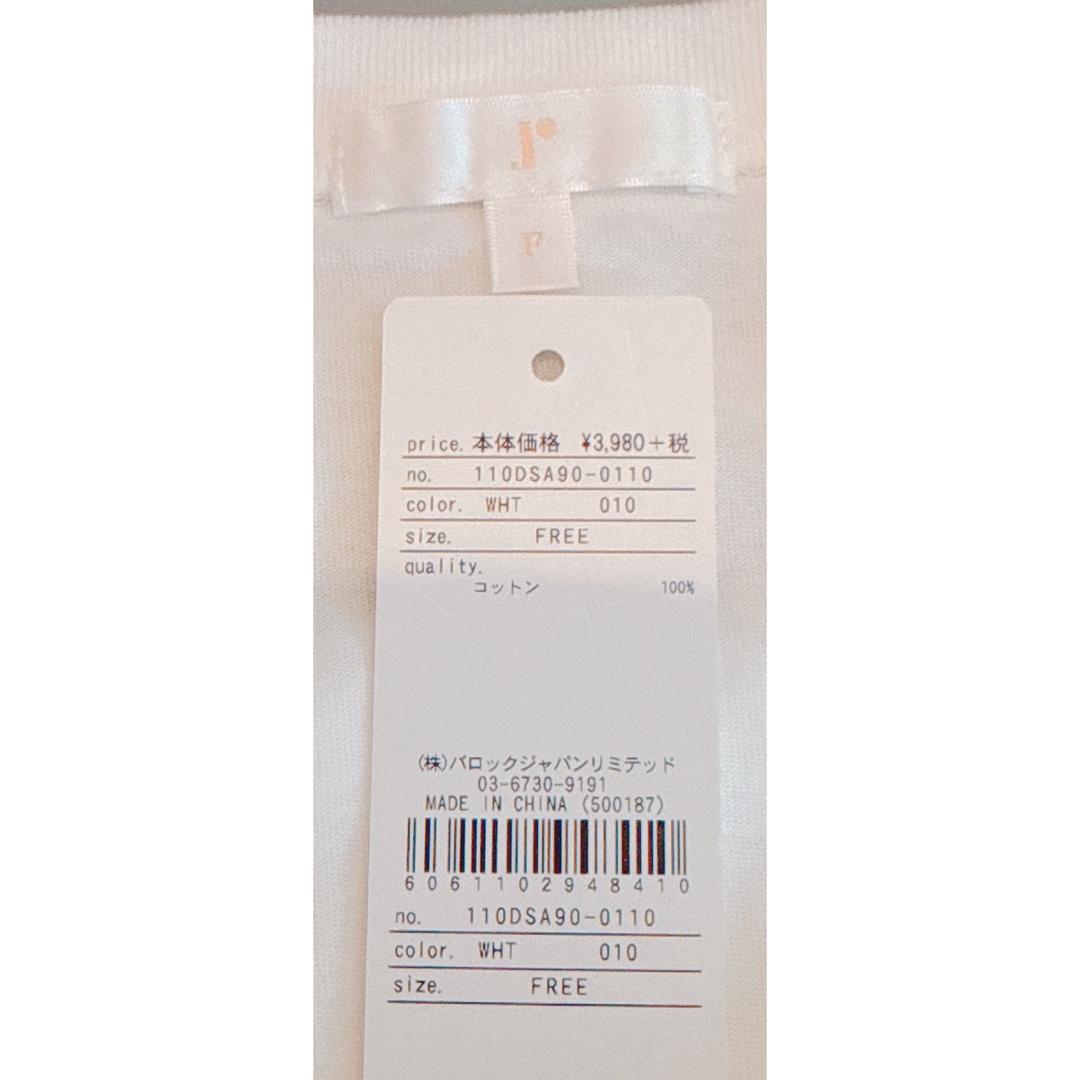 r
F
price. 本体価格 ¥3,980+税
no. 110DSA90-0110
color. WHT 010
size. FREE
quality.
コットン 100%
(株)バロックジャパンリミテッド
03-6730-9191
MADE IN CHINA (500187)
606110294 8410
no. 110DSA90-0110
color. WHT 010
size. FREE